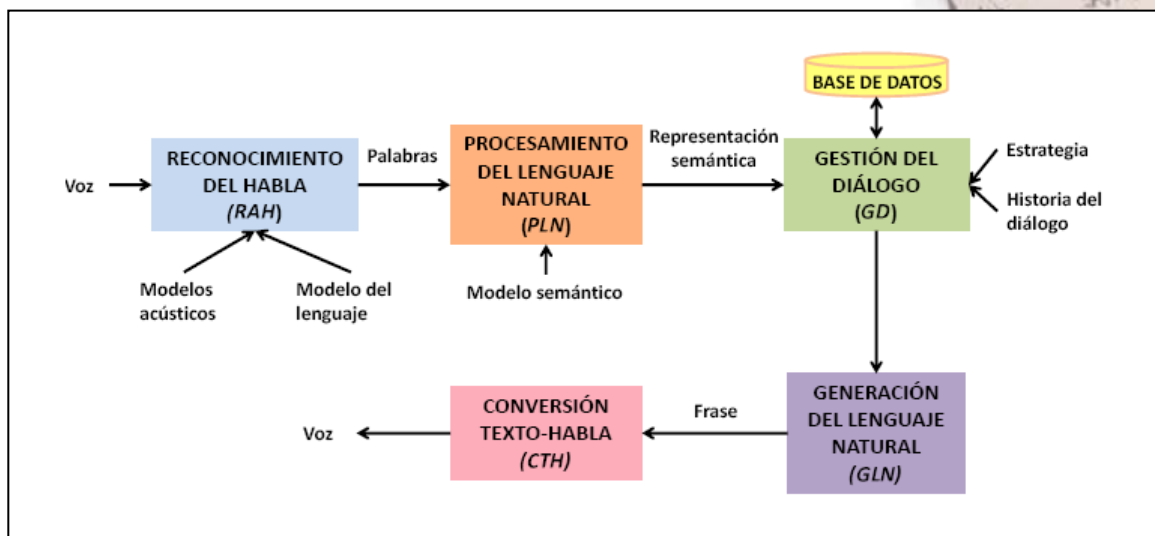 BASE DE DATOS
Voz
RECONOCIMIENTO
DEL HABLA
(RAH)
Palabras
PROCESAMIENTO
DEL LENGUAJE
NATURAL
(PLN)
Representación
semántica
GESTIÓN DEL
DIÁLOGO
(GD)
Estrategia
Historia del
diálogo
Modelos
acústicos
Modelo del
lenguaje
Modelo semántico
Voz
CONVERSIÓN
TEXTO-HABLA
(CTH)
Frase
GENERACIÓN
DEL LENGUAJE
NATURAL
(GLN)